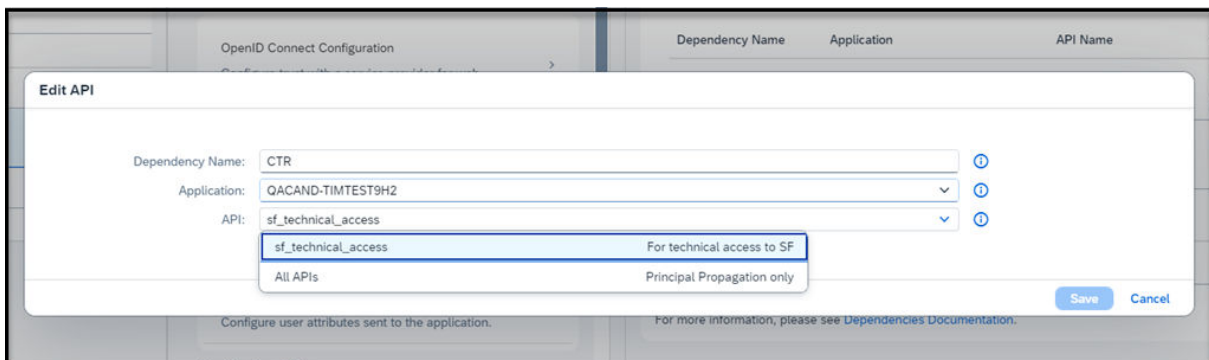 OpenID Connect Configuration
Dependency Name Application API Name
Edit API
Dependency Name: CTR
Application: QACAND-TIMTEST9H2
API: sf_technical_access
sf_technical_access For technical access to SF
All APIs Principal Propagation only
Save Cancel
Configure user attributes sent to the application.
For more information, please see Dependencies Documentation.